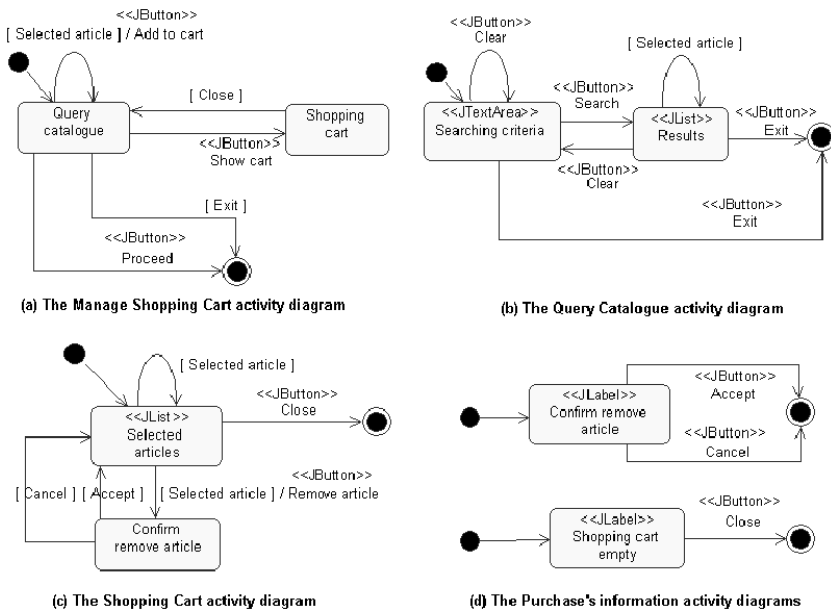 <<JButton>>
[ Selected article ] / Add to cart
Query
catalogue
[ Close ]
Shopping
cart
<<JButton>>
Show cart
[ Exit ]
<<JButton>>
Proceed
(a) The Manage Shopping Cart activity diagram
<<JButton>>
Clear
[ Selected article ]
<<JTextArea>>
Searching criteria
<<JButton>>
Search
<<JList>>
Results
<<JButton>>
Exit
<<JButton>>
Clear
<<JButton>>
Exit
(b) The Query Catalogue activity diagram
[ Selected article ]
<<JList>>
Selected
articles
<<JButton>>
Close
<<JButton>>
[ Cancel ] [ Accept ]
[ Selected article ] / Remove article
Confirm
remove article
(c) The Shopping Cart activity diagram
<<JLabel>>
Confirm remove
article
<<JButton>>
Accept
<<JButton>>
Cancel
<<JLabel>>
Shopping cart
empty
<<JButton>>
Close
(d) The Purchase's information activity diagrams